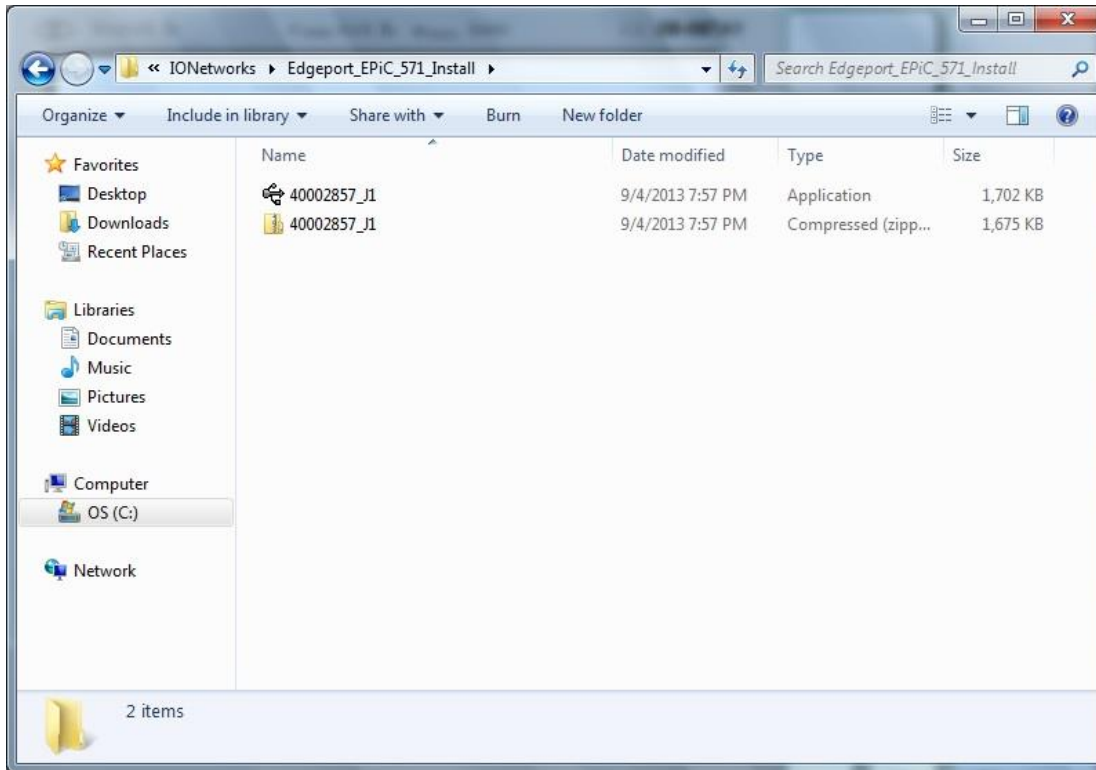 « IONetworks ▸ Edgeport_EPiC_571_Install ▸ Search Edgeport_EPiC_571_Install
Organize Include in library Share with Burn New folder
Name Date modified Type Size
Favorites
Desktop
Downloads
Recent Places
Libraries
Documents
Music
Pictures
Videos
Computer
OS (C:)
Network
40002857_J1 9/4/2013 7:57 PM Application 1,702 KB
40002857_J1 9/4/2013 7:57 PM Compressed (zipp... 1,675 KB
2 items